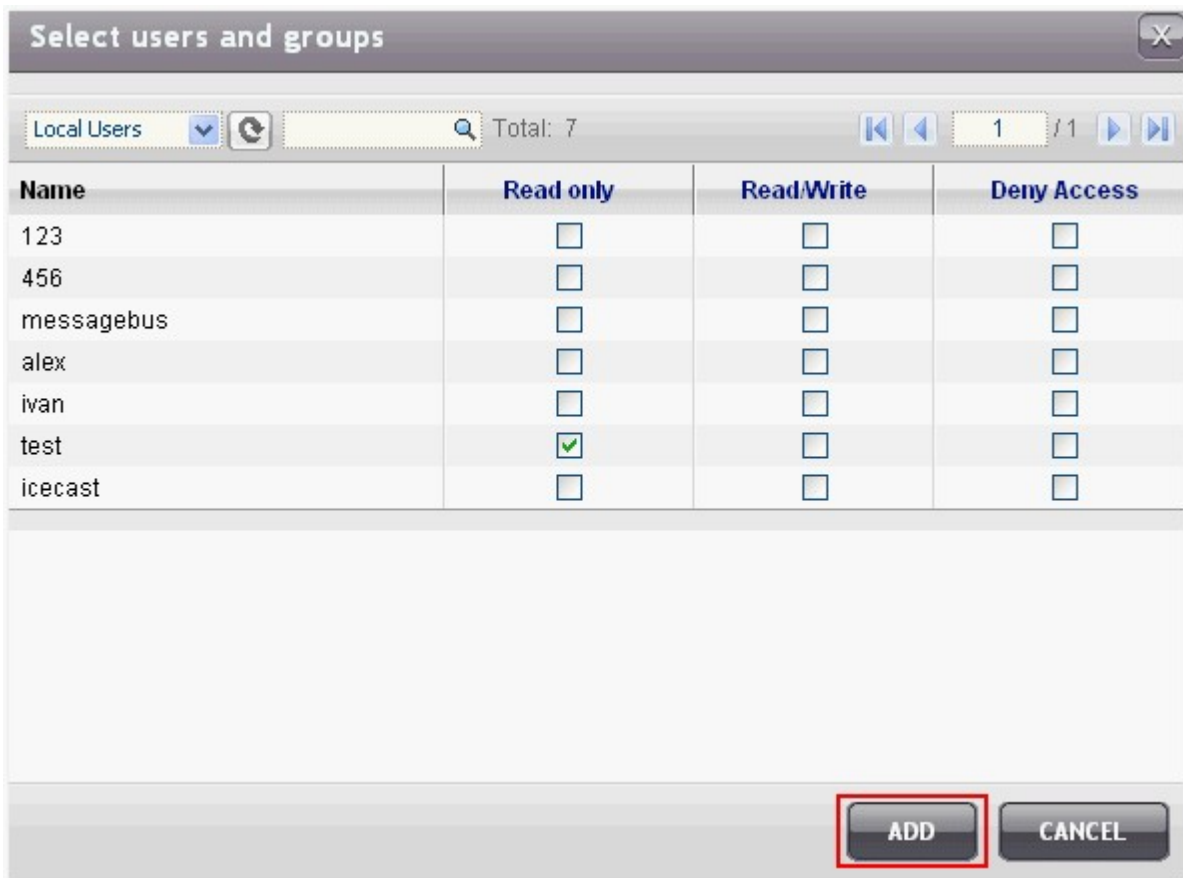 Select users and groups X
Local Users Total: 7 1 / 1
Name Read only Read/Write Deny Access
123
456
messagebus
alex
ivan
test
icecast
ADD CANCEL